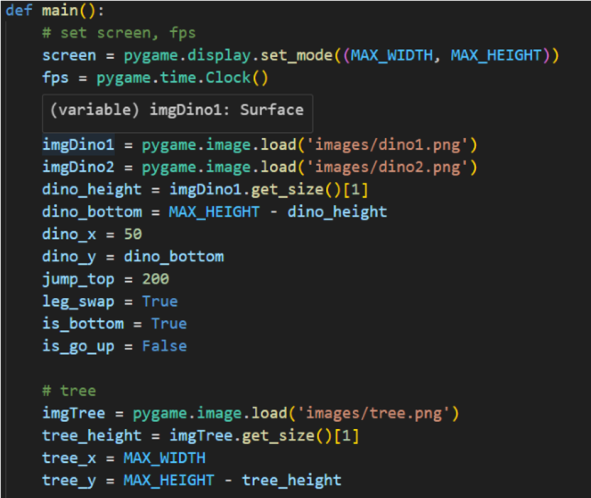 def main():
    # set screen, fps
    screen = pygame.display.set_mode((MAX_WIDTH, MAX_HEIGHT))
    fps = pygame.time.Clock()
    (variable) imgDino1: Surface
    imgDino1 = pygame.image.load('images/dino1.png')
    imgDino2 = pygame.image.load('images/dino2.png')
    dino_height = imgDino1.get_size()[1]
    dino_bottom = MAX_HEIGHT - dino_height
    dino_x = 50
    dino_y = dino_bottom
    jump_top = 200
    leg_swap = True
    is_bottom = True
    is_go_up = False
    # tree
    imgTree = pygame.image.load('images/tree.png')
    tree_height = imgTree.get_size()[1]
    tree_x = MAX_WIDTH
    tree_y = MAX_HEIGHT - tree_height